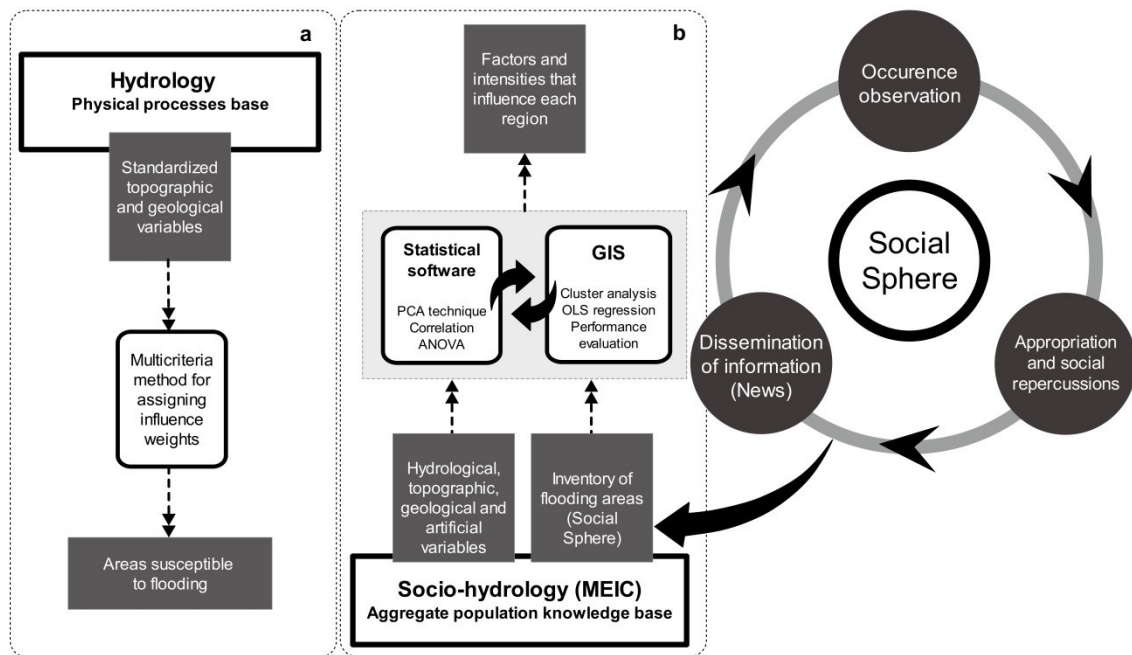 a
Hydrology
Physical processes base
Standardized
topographic
and geological
variables
Multicriteria
method for
assigning
influence
weights
Areas susceptible
to flooding
b
Factors and
intensities that
influence each
region
Statistical
software
PCA technique
Correlation
ANOVA
GIS
Cluster analysis
OLS regression
Performance
evaluation
Hydrological,
topographic,
geological and
artificial
variables
Inventory of
flooding areas
(Social
Sphere)
Socio-hydrology (MEIC)
Aggregate population knowledge base
Occurence
observation
Social
Sphere
Dissemination
of information
(News)
Appropriation
and social
repercussions